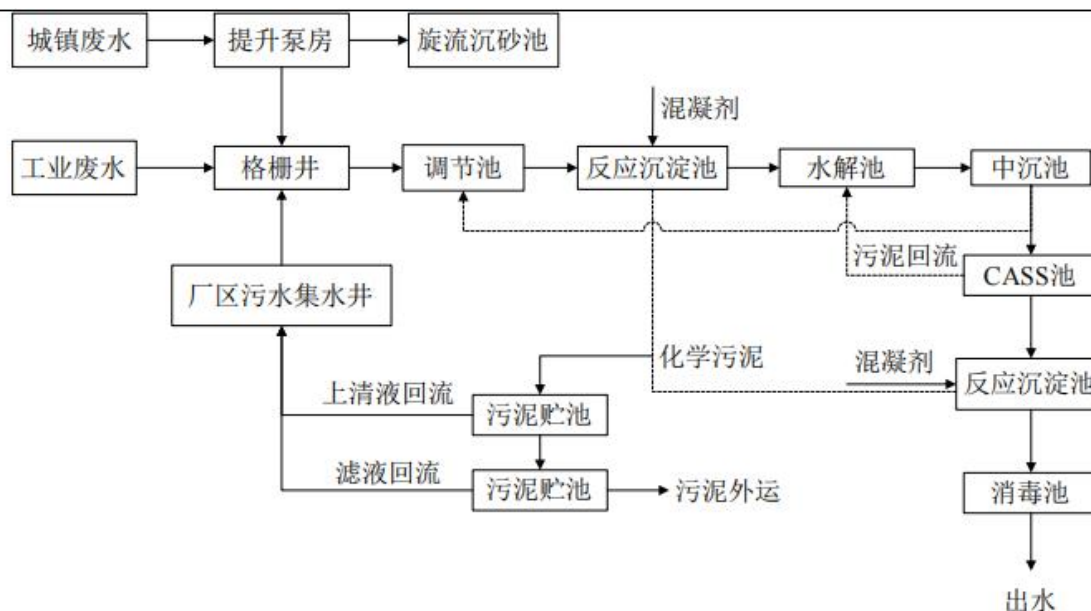 城镇废水
提升泵房
旋流沉砂池
混凝剂
工业废水
格栅井
调节池
反应沉淀池
水解池
中沉池
污泥回流
厂区污水集水井
CASS池
化学污泥
混凝剂
上清液回流
污泥贮池
反应沉淀池
滤液回流
污泥贮池
污泥外运
消毒池
出水